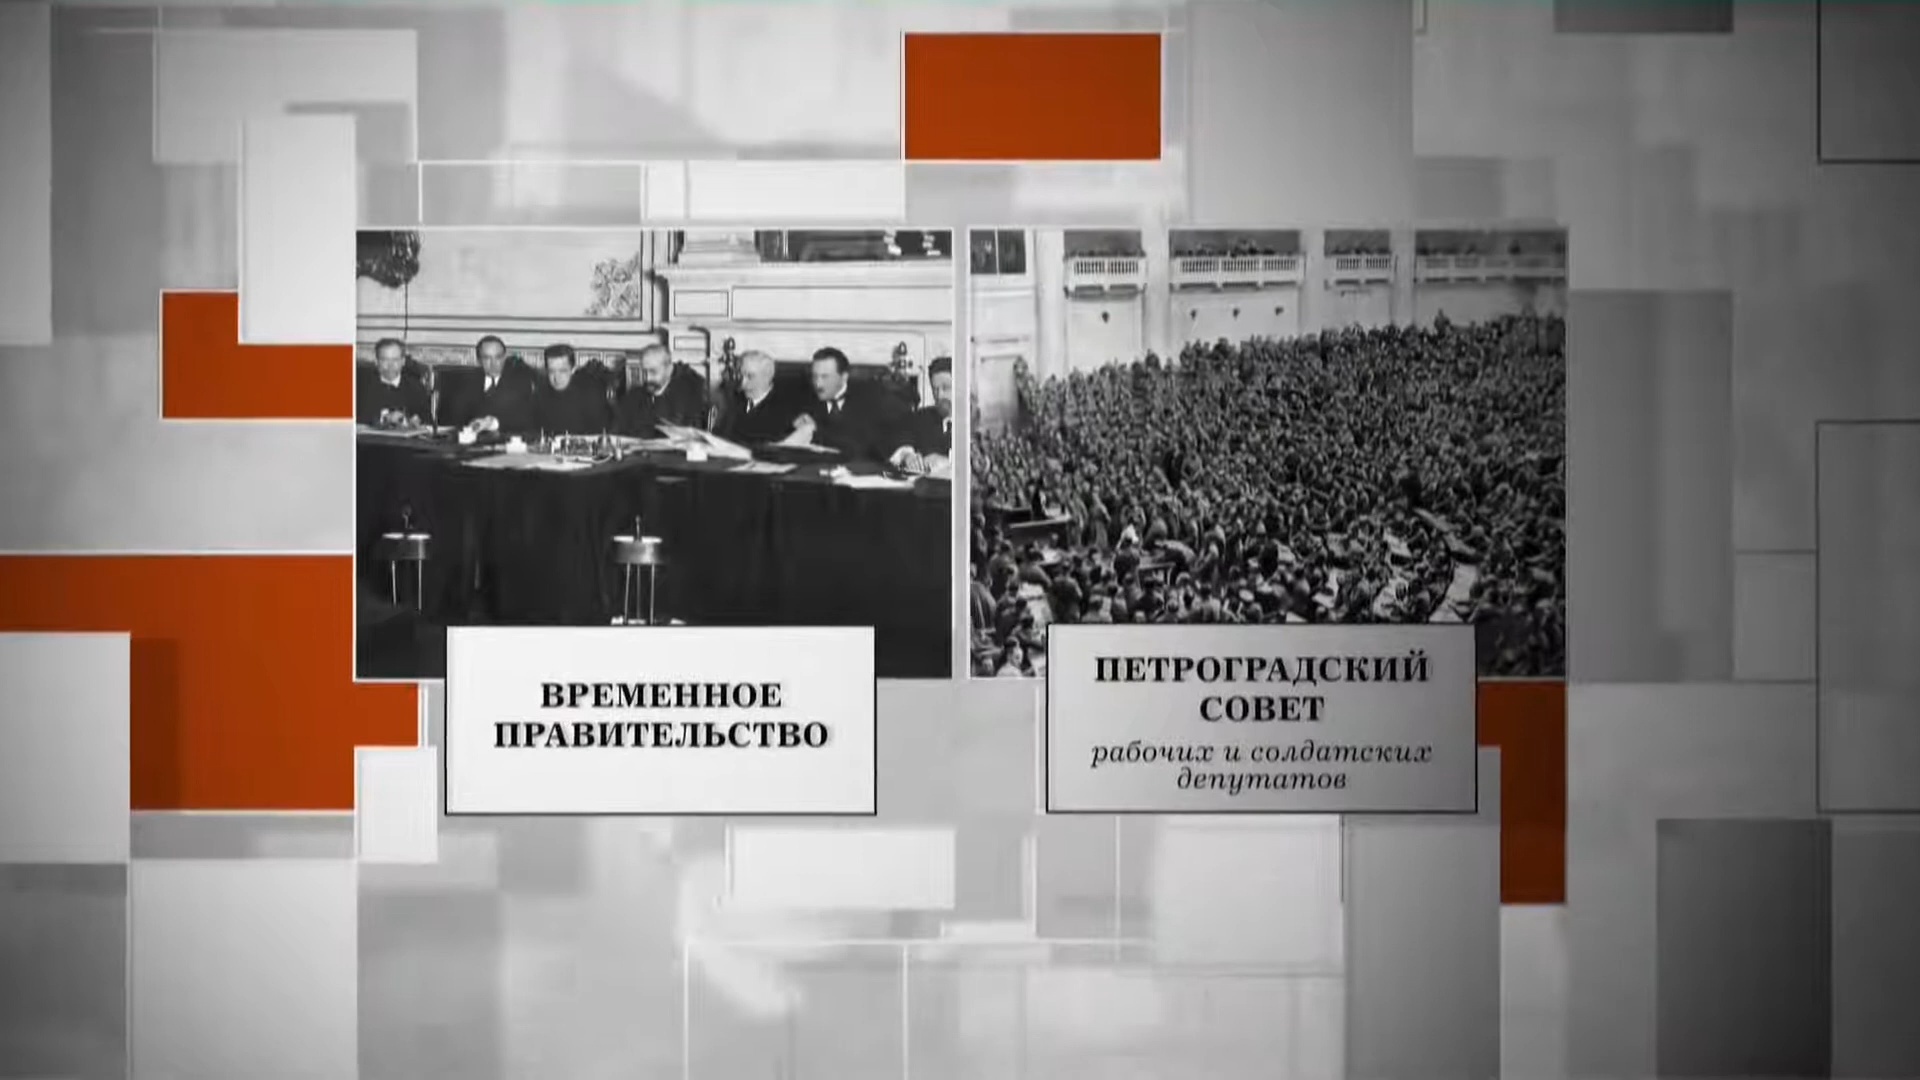 ВРЕМЕННОЕ
ПРАВИТЕЛЬСТВО
ПЕТРОГРАДСКИЙ
СОВЕТ
рабочих и солдатских
депутатов